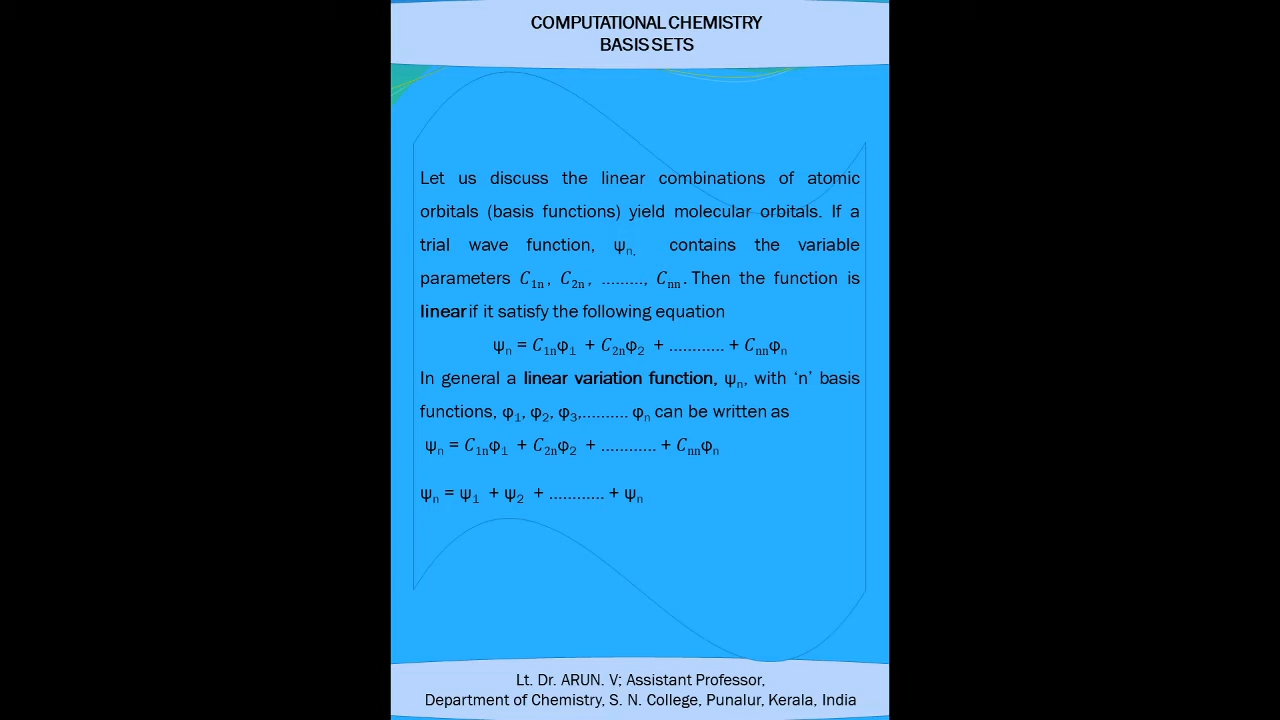 COMPUTATIONAL CHEMISTRY
BASIS SETS
Let us discuss the linear combinations of atomic
orbitals (basis functions) yield molecular orbitals. If a
trial wave function, ψₙ, contains the variable
parameters C₁ₙ, C₂ₙ, ........., Cₙₙ. Then the function is
linear if it satisfy the following equation
ψₙ = C₁ₙφ₁ + C₂ₙφ₂ + ............ + Cₙₙφₙ
In general a linear variation function, ψₙ, with ‘n’ basis
functions, φ₁, φ₂, φ₃,.......... φₙ can be written as
ψₙ = C₁ₙφ₁ + C₂ₙφ₂ + ............ + Cₙₙφₙ
ψₙ = ψ₁ + ψ₂ + ............ + ψₙ
Lt. Dr. ARUN. V; Assistant Professor,
Department of Chemistry, S. N. College, Punalur, Kerala, India